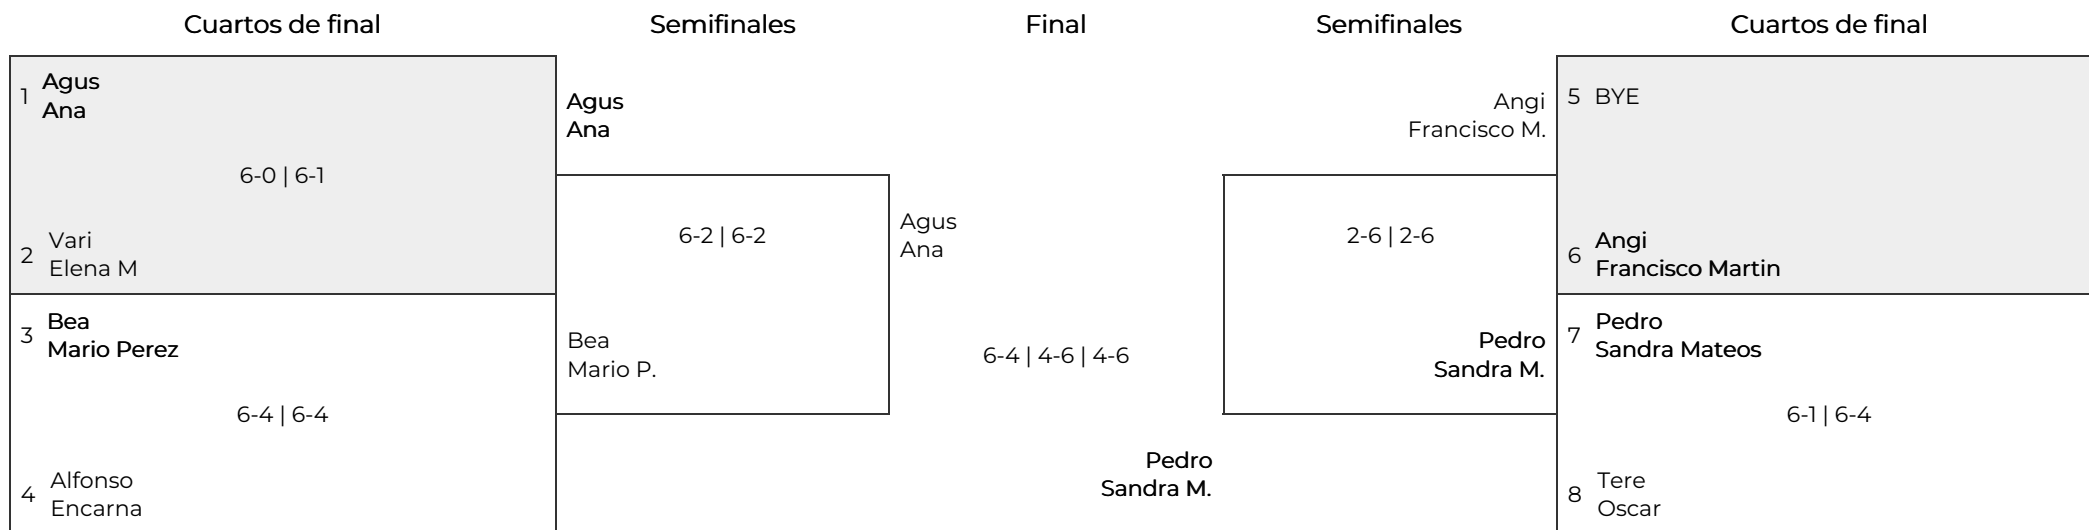 Cuartos de final
Semifinales
Final
Semifinales
Cuartos de final
1
Agus
Ana
6-0 | 6-1
2
Vari
Elena M
3
Bea
Mario Perez
6-4 | 6-4
4
Alfonso
Encarna
Agus
Ana
6-2 | 6-2
Bea
Mario P.
Agus
Ana
6-4 | 4-6 | 4-6
Pedro
Sandra M.
Angi
Francisco M.
2-6 | 2-6
Pedro
Sandra M.
5 BYE
6
Angi
Francisco Martin
7
Pedro
Sandra Mateos
6-1 | 6-4
8
Tere
Oscar